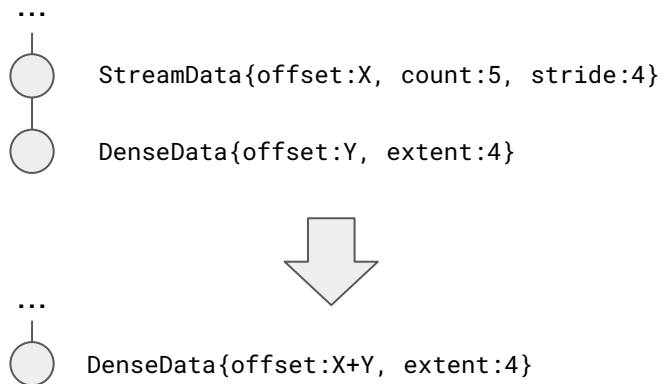 ...
StreamData{offset:X, count:5, stride:4}
DenseData{offset:Y, extent:4}
...
DenseData{offset:X+Y, extent:4}